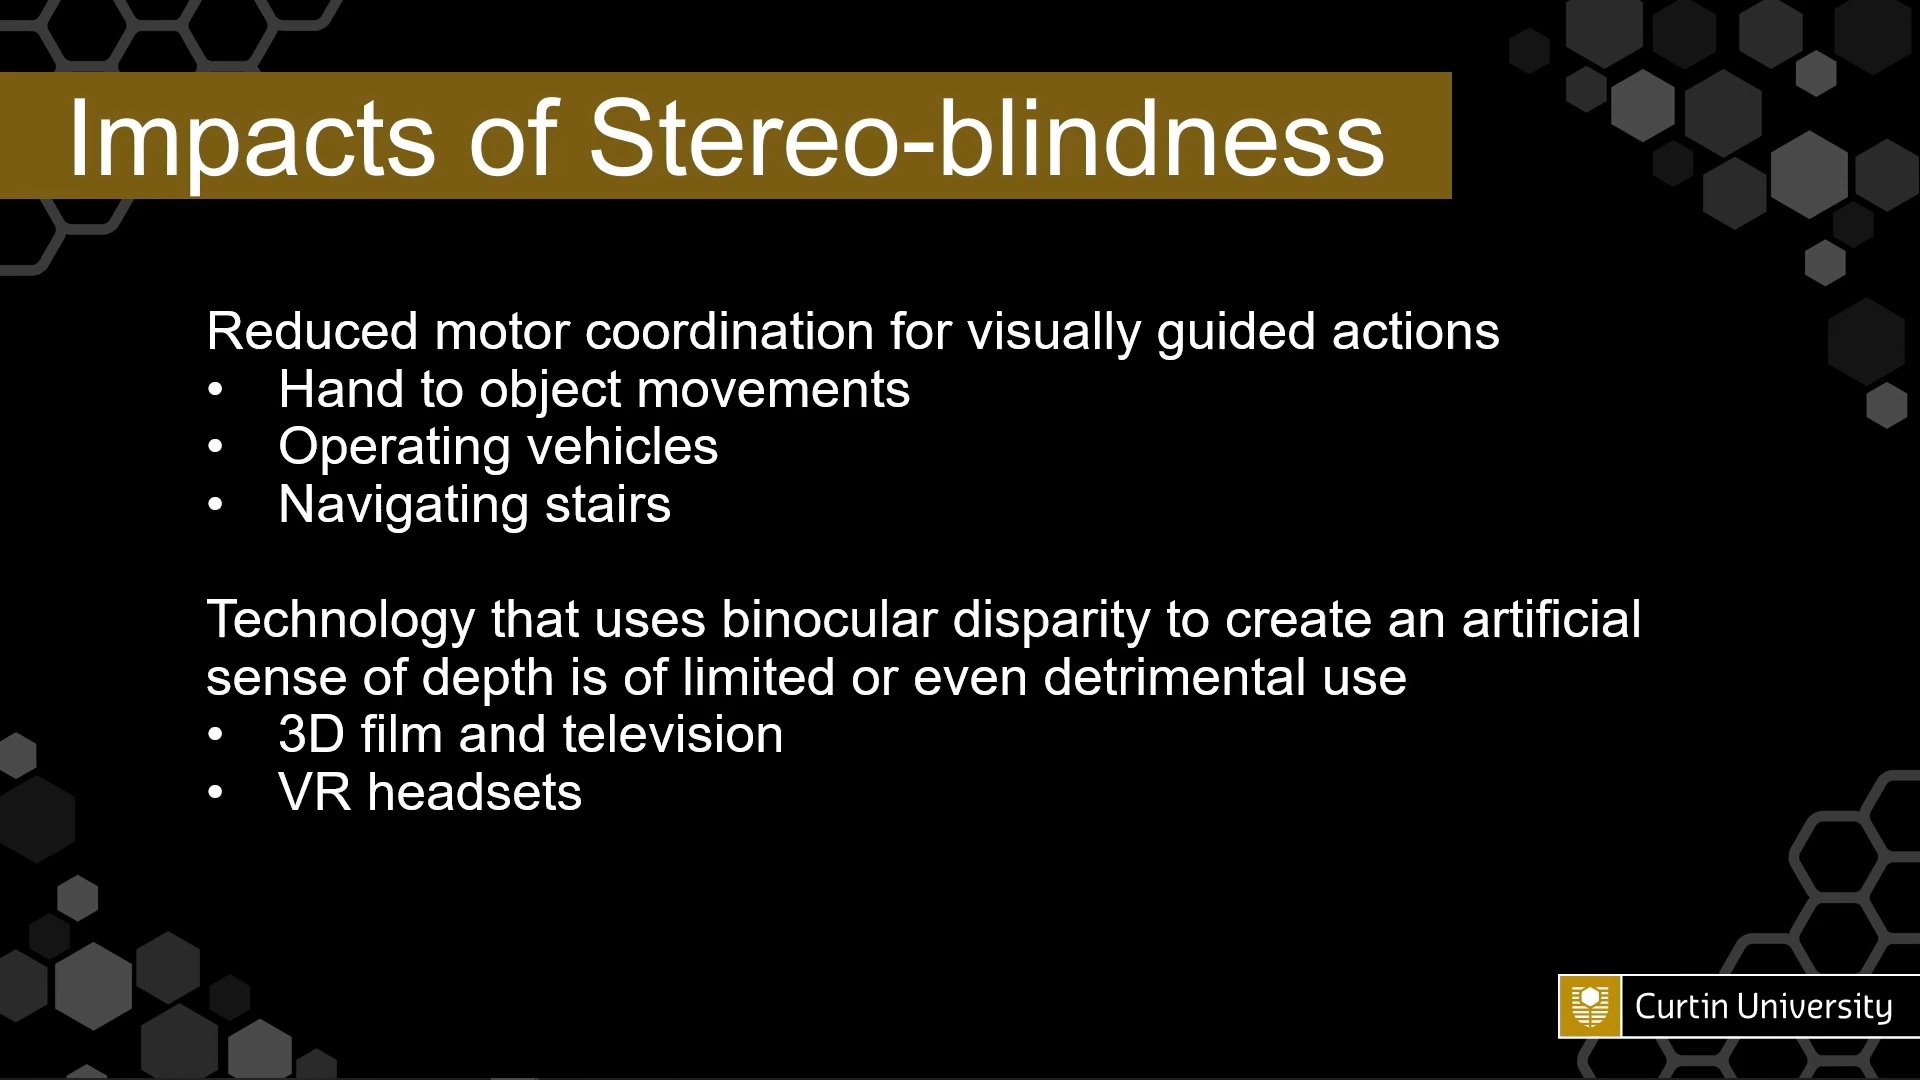 Impacts of Stereo-blindness
Reduced motor coordination for visually guided actions
• Hand to object movements
• Operating vehicles
• Navigating stairs
Technology that uses binocular disparity to create an artificial
sense of depth is of limited or even detrimental use
• 3D film and television
• VR headsets
Curtin University